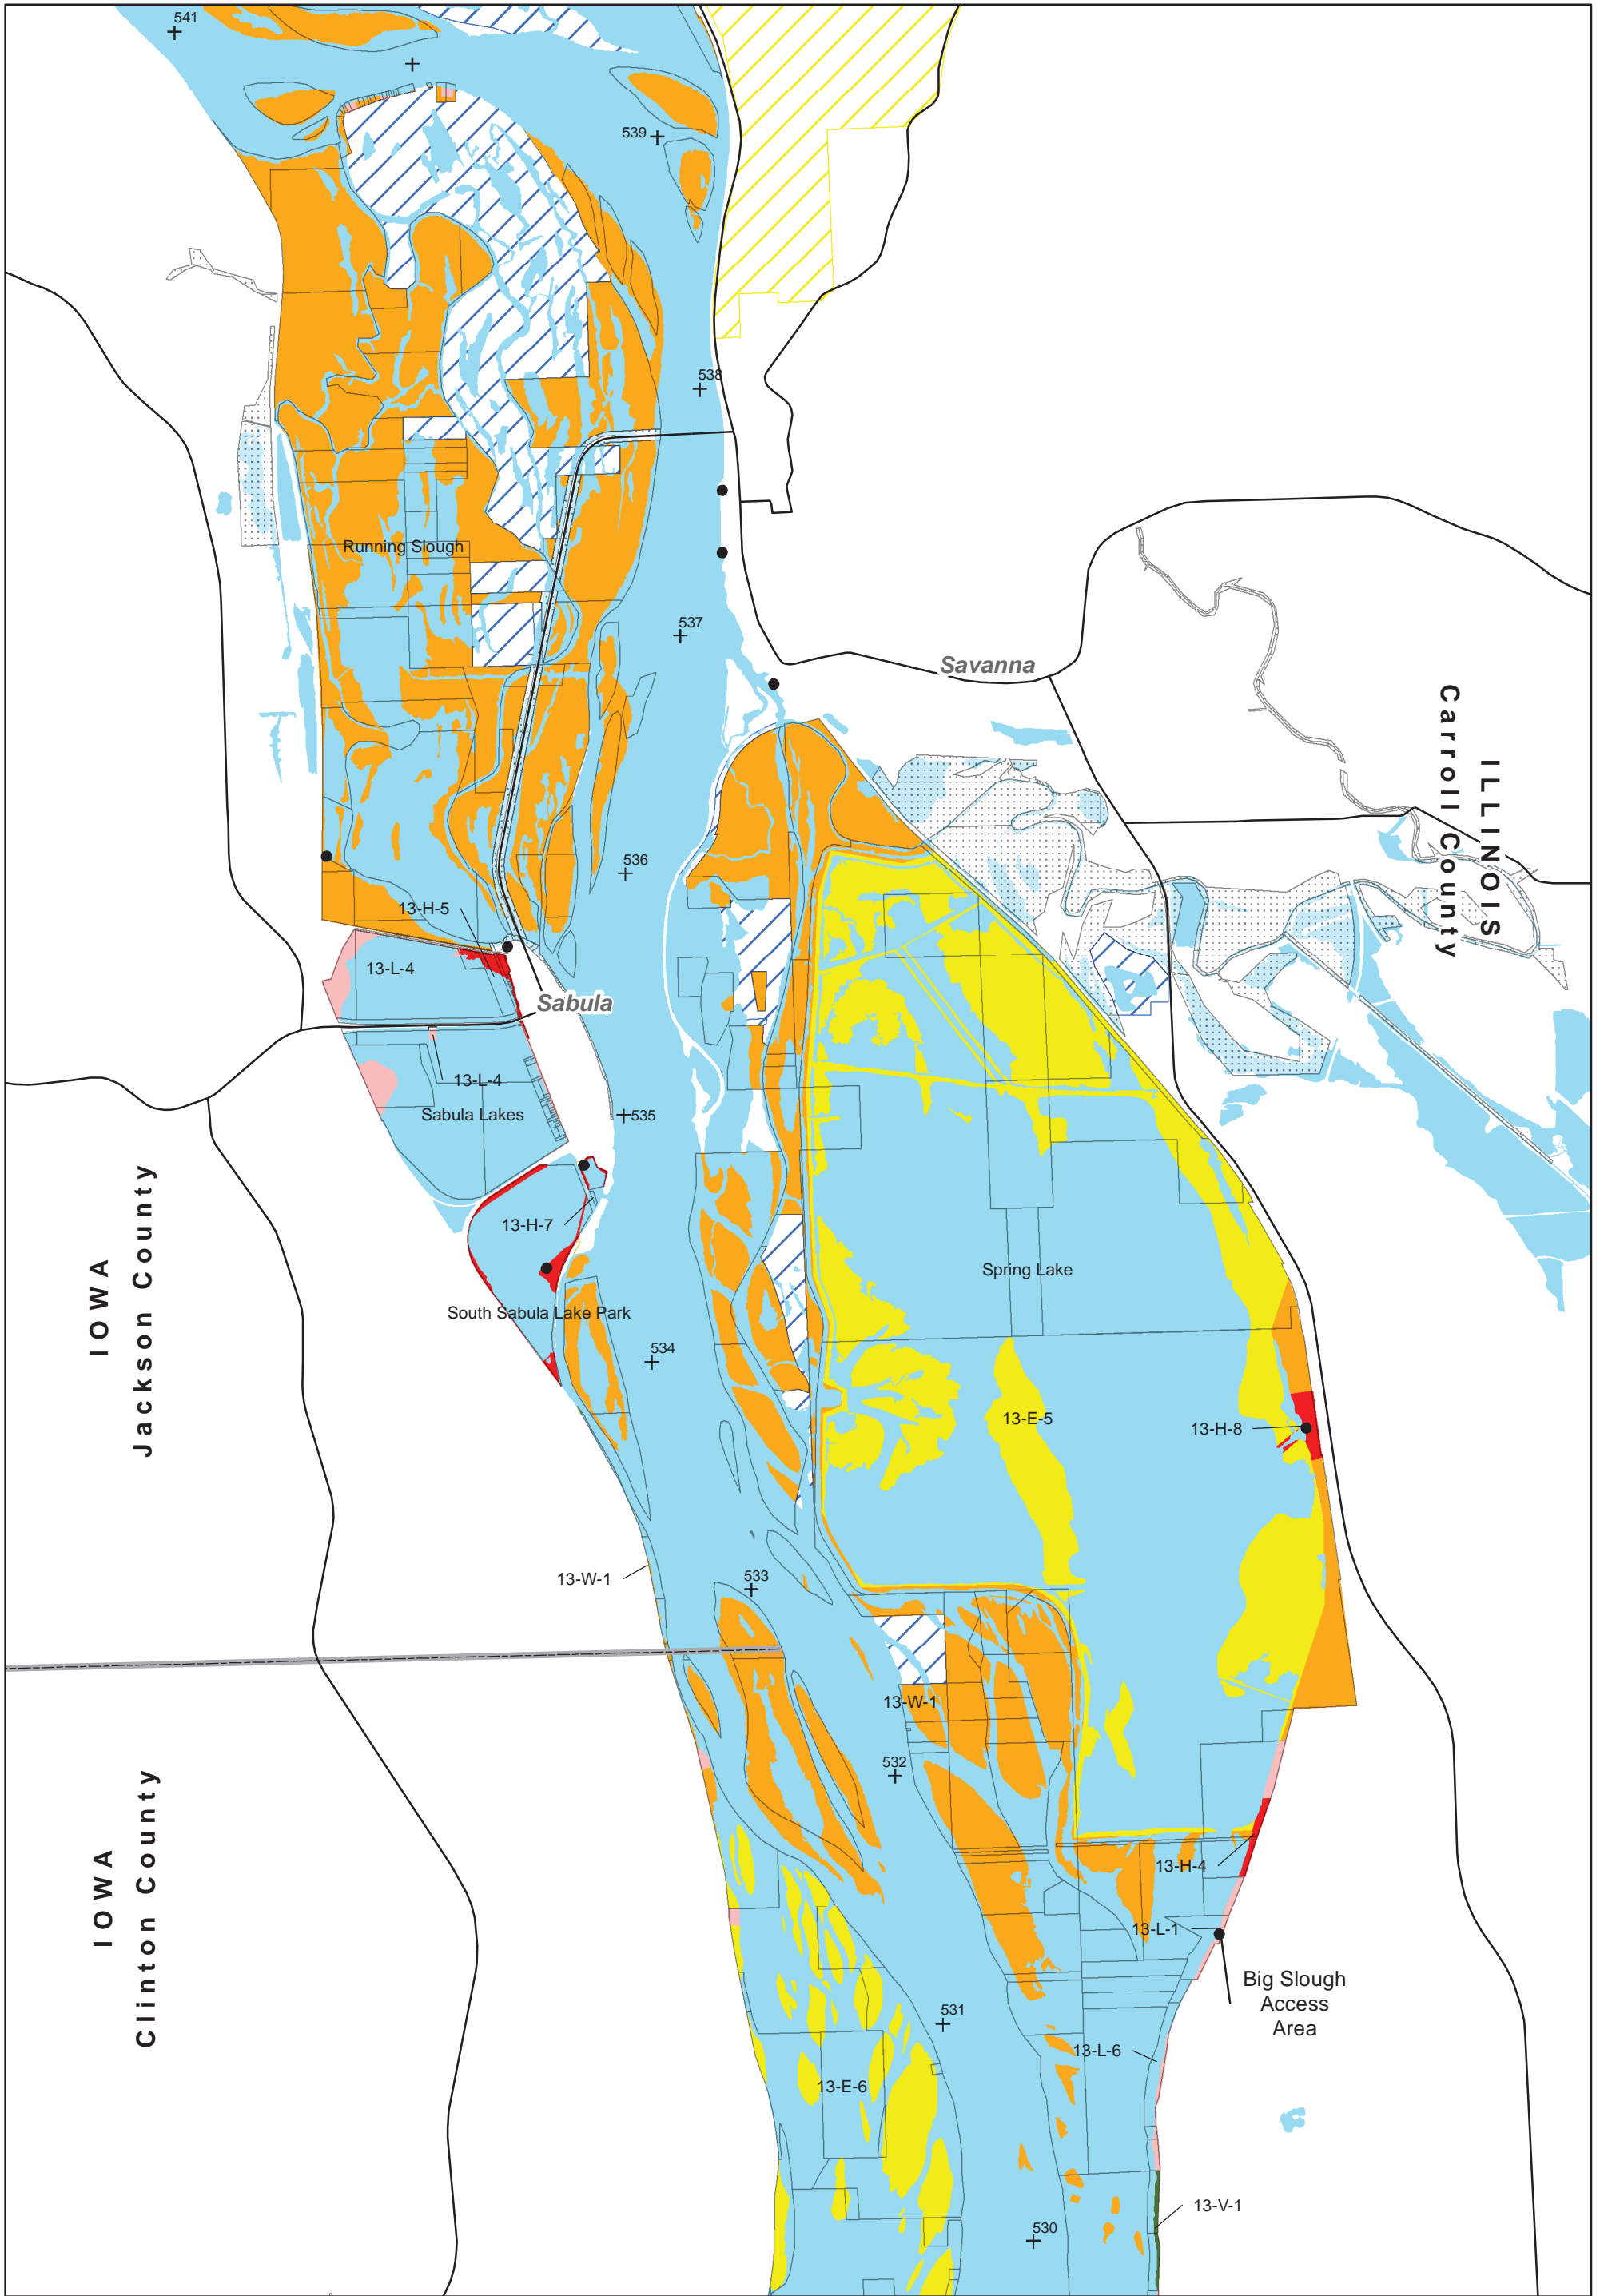 541
539
538
Running Slough
537
Savanna
Carroll County
ILLINOIS
536
13-H-5
13-L-4
Sabula
13-L-4
Sabula Lakes
535
IOWA
Jackson County
13-H-7
Spring Lake
South Sabula Lake Park
534
13-E-5
13-H-8
13-W-1
533
13-W-1
532
IOWA
Clinton County
13-H-4
13-L-1
Big Slough
Access
Area
531
13-L-6
13-E-6
13-V-1
530